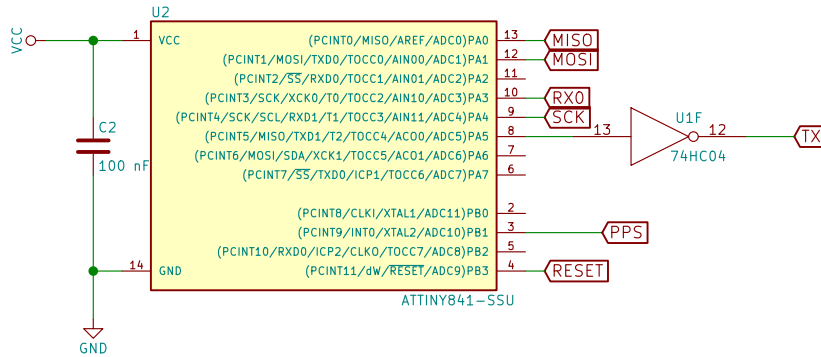 U2
VCC
1 VCC
(PCINT0/MISO/AREF/ADC0)PA0 13 MISO
(PCINT1/MOSI/TXD0/TOCC0/AIN00/ADC1)PA1 12 MOSI
(PCINT2/SS/RXD0/TOCC1/AIN01/ADC2)PA2 11
(PCINT3/SCK/XCK0/T0/TOCC2/AIN10/ADC3)PA3 10 RX0
(PCINT4/SCK/SCL/RXD1/T1/TOCC3/AIN11/ADC4)PA4 9 SCK
(PCINT5/MISO/TXD1/T2/TOCC4/ACO0/ADC5)PA5 8
(PCINT6/MOSI/SDA/XCK1/TOCC5/ACO1/ADC6)PA6 7
(PCINT7/SS/TXD0/ICP1/TOCC6/ADC7)PA7 6
U1F
13 12 TX
74HC04
C2
100 nF
(PCINT8/CLKI/XTAL1/ADC11)PB0 2
(PCINT9/INT0/XTAL2/ADC10)PB1 3 PPS
(PCINT10/RXD0/ICP2/CLKO/TOCC7/ADC8)PB2 5
14 GND (PCINT11/dW/RESET/ADC9)PB3 4 RESET
ATTINY841-SSU
GND